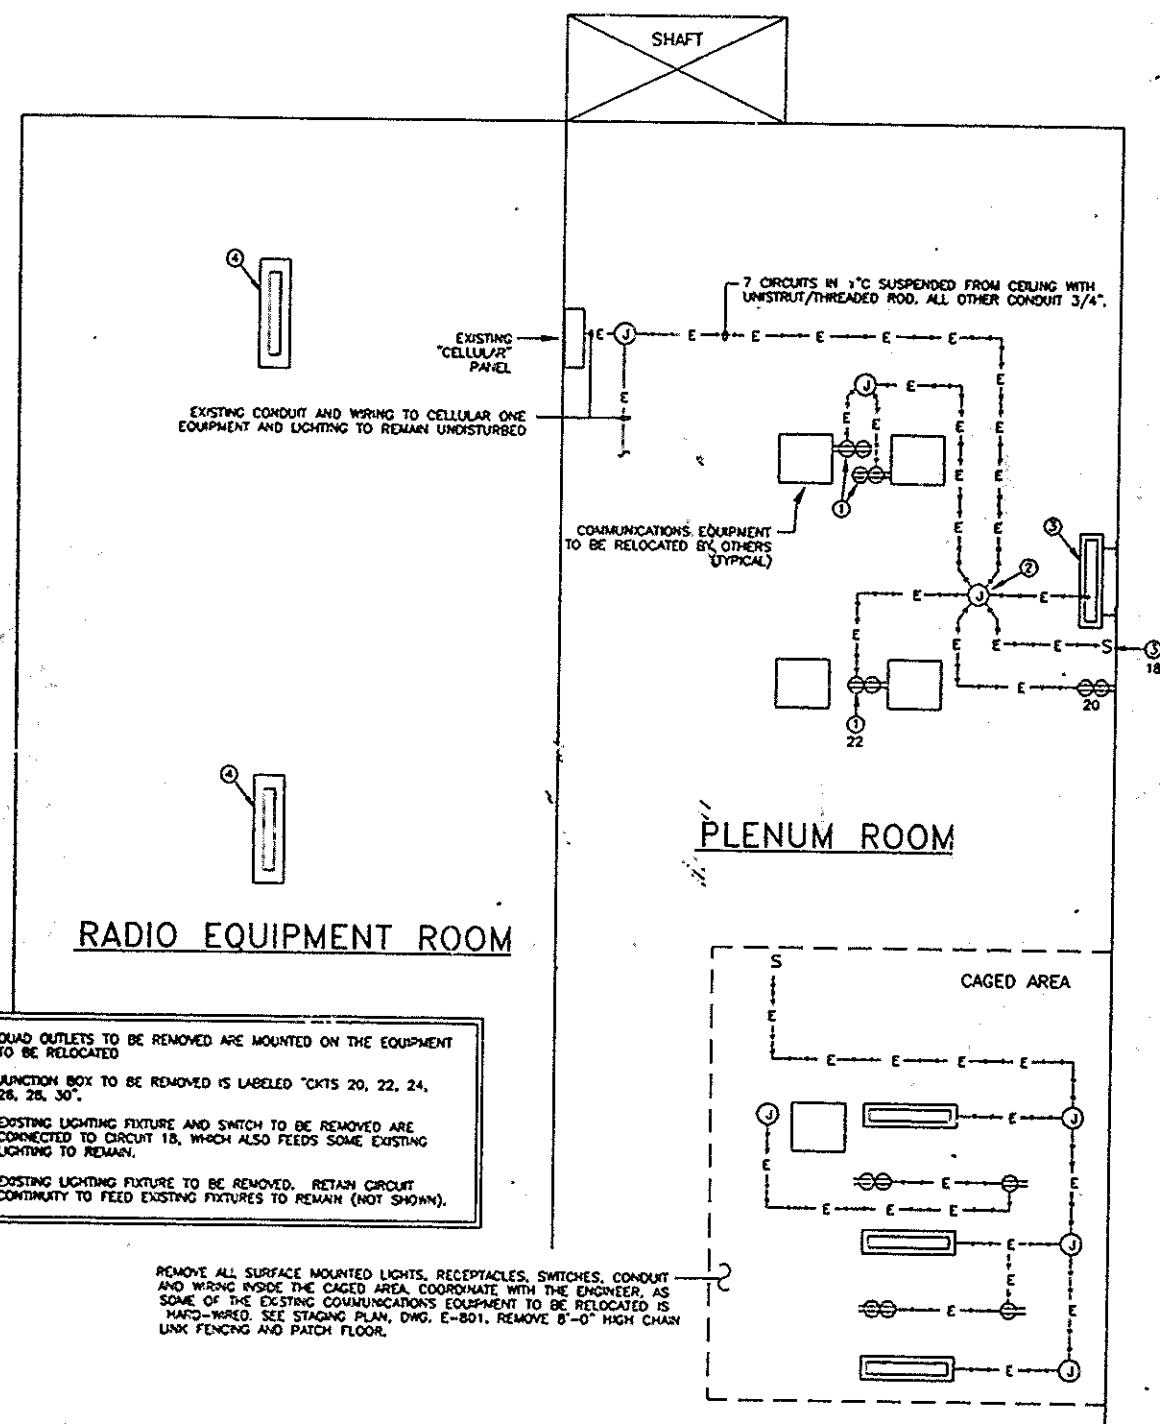 SHAFT
④
7 CIRCUITS IN 1"C SUSPENDED FROM CEILING WITH
UNISTRUT/THREADED ROD. ALL OTHER CONDUIT 3/4".
EXISTING
"CELLULAR"
PANEL
E
J
E
E
E
E
E
E
EXISTING CONDUIT AND WIRING TO CELLULAR ONE
EQUIPMENT AND LIGHTING TO REMAIN UNDISTURBED
①
COMMUNICATIONS EQUIPMENT
TO BE RELOCATED BY OTHERS
(TYPICAL)
③
②
J
E
E
E
S
③
18
20
①
22
④
PLENUM ROOM
RADIO EQUIPMENT ROOM
CAGED AREA
S
QUAD OUTLETS TO BE REMOVED ARE MOUNTED ON THE EQUIPMENT
TO BE RELOCATED
JUNCTION BOX TO BE REMOVED IS LABELED "CKTS 20, 22, 24,
28, 30".
EXISTING LIGHTING FIXTURE AND SWITCH TO BE REMOVED ARE
CONNECTED TO CIRCUIT 18, WHICH ALSO FEEDS SOME EXISTING
LIGHTING TO REMAIN.
EXISTING LIGHTING FIXTURE TO BE REMOVED. RETAIN CIRCUIT
CONTINUITY TO FEED EXISTING FIXTURES TO REMAIN (NOT SHOWN).
E
E
E
E
J
E
J
E
E
E
E
E
E
E
E
J
E
E
E
E
J
REMOVE ALL SURFACE MOUNTED LIGHTS, RECEPTACLES, SWITCHES, CONDUIT
AND WIRING INSIDE THE CAGED AREA. COORDINATE WITH THE ENGINEER, AS
SOME OF THE EXISTING COMMUNICATIONS EQUIPMENT TO BE RELOCATED IS
HARD-WIRED. SEE STAGING PLAN, DWG. E-801. REMOVE 8'-0" HIGH CHAIN
LINK FENCING AND PATCH FLOOR.